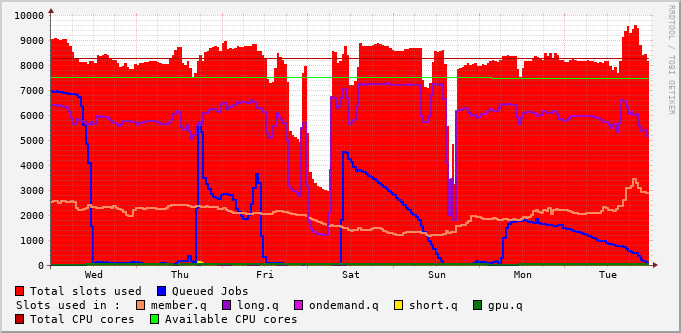 10000
9000
8000
7000
6000
5000
4000
3000
2000
1000
0
Wed Thu Fri Sat Sun Mon Tue
RRDTOOL / TOBI OETIKER
Total slots used Queued Jobs
Slots used in : member.q long.q ondemand.q short.q gpu.q
Total CPU cores Available CPU cores